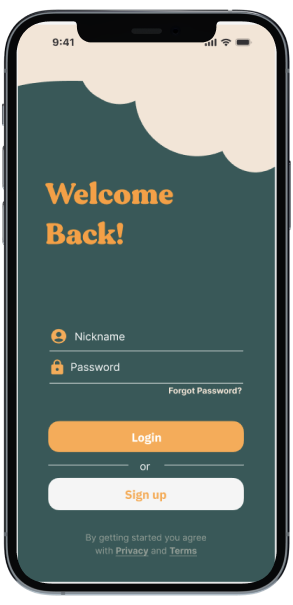 9:41
Welcome
Back!
Nickname
Password
Forgot Password?
Login
or
Sign up
By getting started you agree
with Privacy and Terms